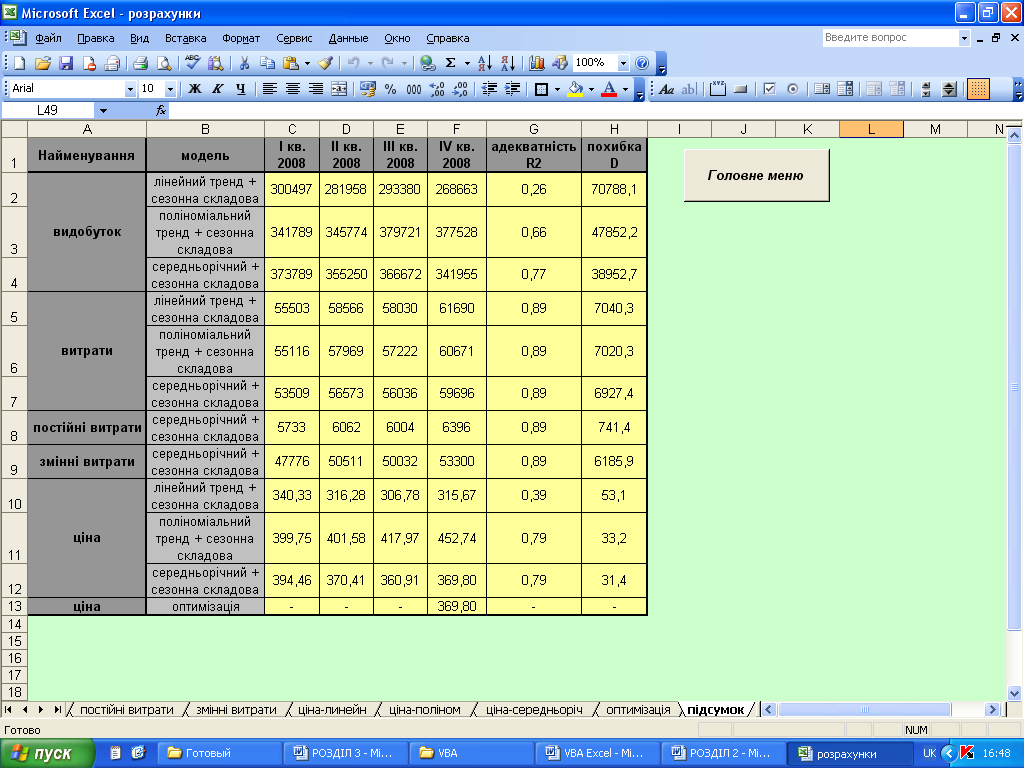 Microsoft Excel - розрахунки
Файл Правка Вид Вставка Формат Сервис Данные Окно Справка Введите вопрос
100%
Arial 10 Ж К Ч % 000 Aa ab|
L49 fx
A B C D E F G H I J K L M N
1 Найменування модель I кв. 2008 II кв. 2008 III кв. 2008 IV кв. 2008 адекватність R2 похибка D
Головне меню
2 видобуток лінейний тренд + сезонна складова 300497 281958 293380 268663 0,26 70788,1
3 поліноміальний тренд + сезонна складова 341789 345774 379721 377528 0,66 47852,2
4 середньорічний + сезонна складова 373789 355250 366672 341955 0,77 38952,7
5 витрати лінейний тренд + сезонна складова 55503 58566 58030 61690 0,89 7040,3
6 поліноміальний тренд + сезонна складова 55116 57969 57222 60671 0,89 7020,3
7 середньорічний + сезонна складова 53509 56573 56036 59696 0,89 6927,4
8 постійні витрати середньорічний + сезонна складова 5733 6062 6004 6396 0,89 741,4
9 змінні витрати середньорічний + сезонна складова 47776 50511 50032 53300 0,89 6185,9
10 ціна лінейний тренд + сезонна складова 340,33 316,28 306,78 315,67 0,39 53,1
11 поліноміальний тренд + сезонна складова 399,75 401,58 417,97 452,74 0,79 33,2
12 середньорічний + сезонна складова 394,46 370,41 360,91 369,80 0,79 31,4
13 ціна оптимізація - - - 369,80 - -
14
15
16
17
18
постійні витрати змінні витрати ціна-линейн ціна-поліном ціна-середньоріч оптимізація підсумок
Готово NUM
пуск Готовый РОЗДІЛ 3 - Mi... VBA VBA Excel - Mi... РОЗДІЛ 2 - Mi... розрахунки UK 16:48